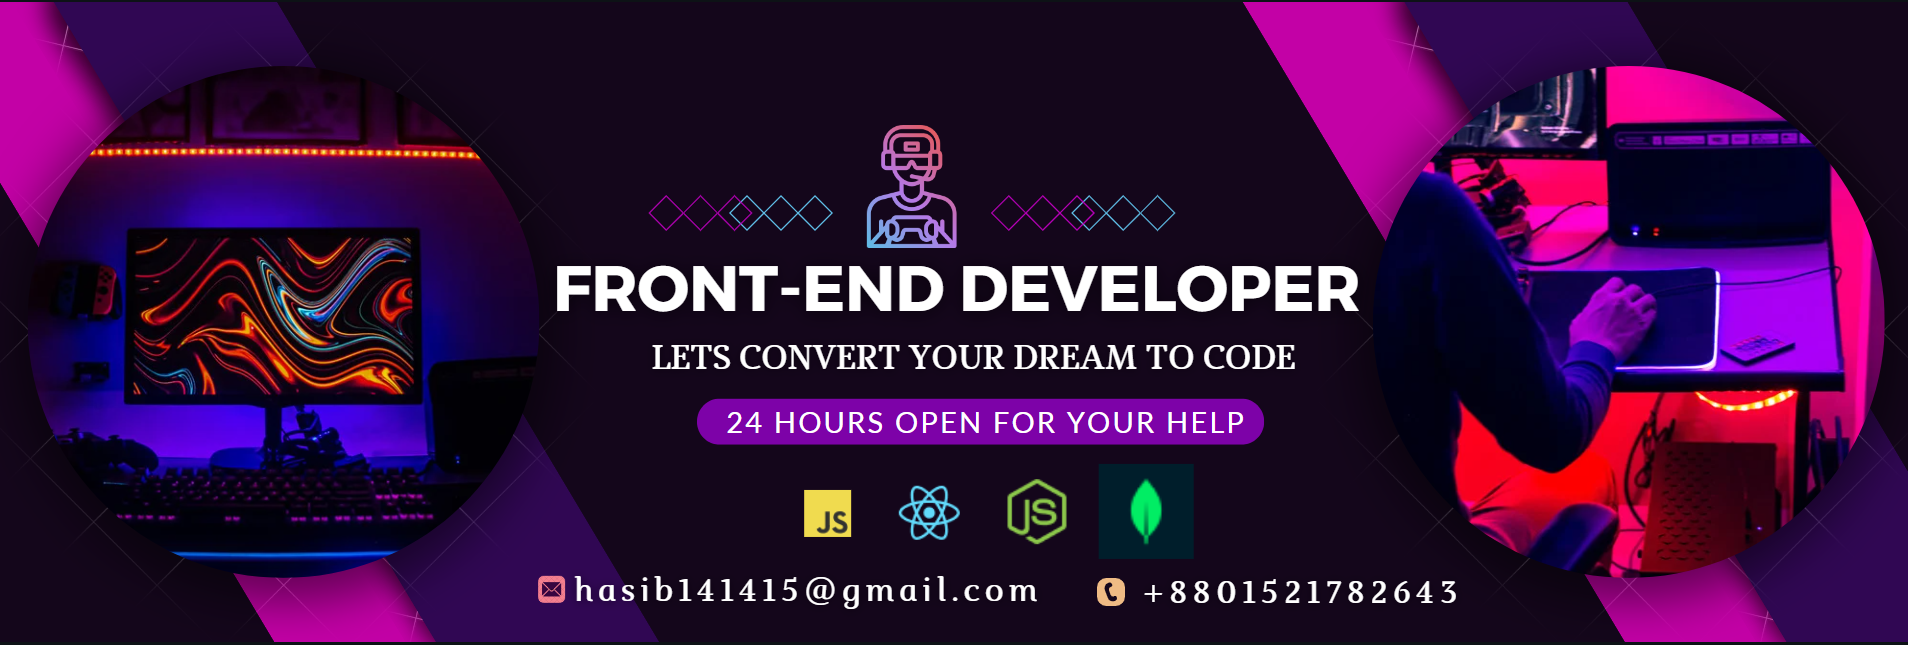 FRONT-END DEVELOPER
LETS CONVERT YOUR DREAM TO CODE
24 HOURS OPEN FOR YOUR HELP
JS
JS
hasib141415@gmail.com
+8801521782643